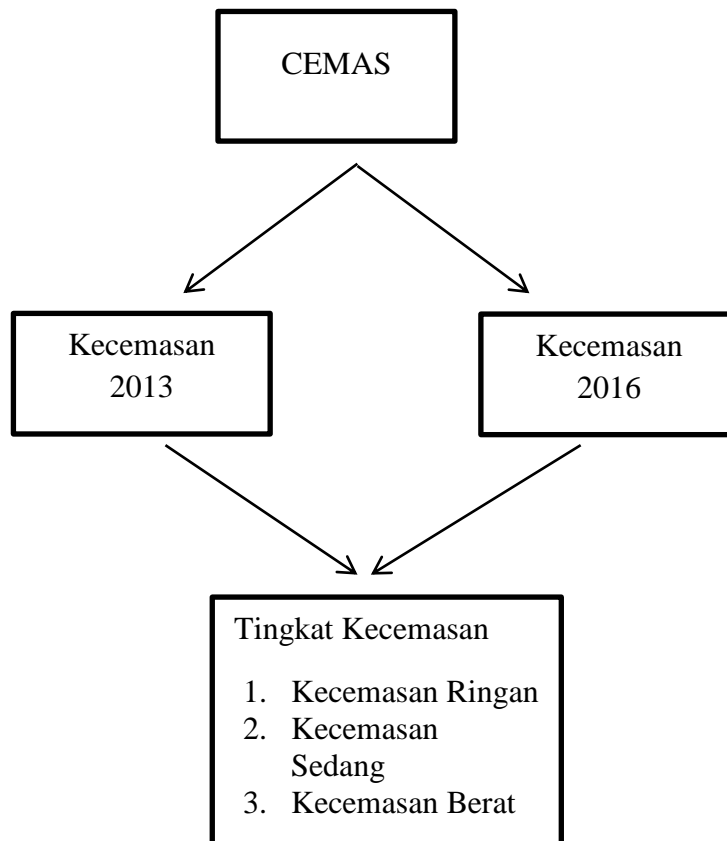 CEMAS
Kecemasan
2013
Kecemasan
2016
Tingkat Kecemasan
1. Kecemasan Ringan
2. Kecemasan
Sedang
3. Kecemasan Berat